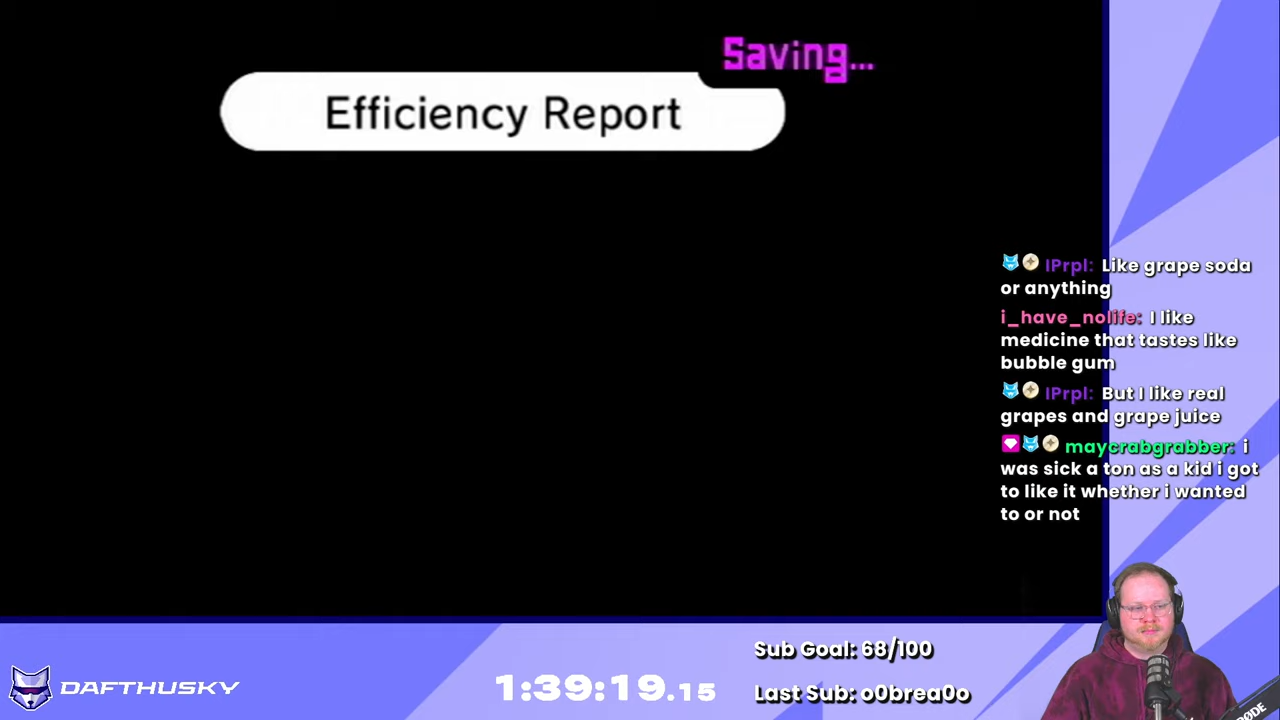 Saving...
Efficiency Report
IPrpl: Like grape soda
or anything
i_have_nolife: I like
medicine that tastes like
bubble gum
IPrpl: But I like real
grapes and grape juice
maycrabgrabber: i
was sick a ton as a kid i got
to like it whether i wanted
to or not
DAFTHUSKY
1:39:19.15
Sub Goal: 68/100
Last Sub: o0brea0o